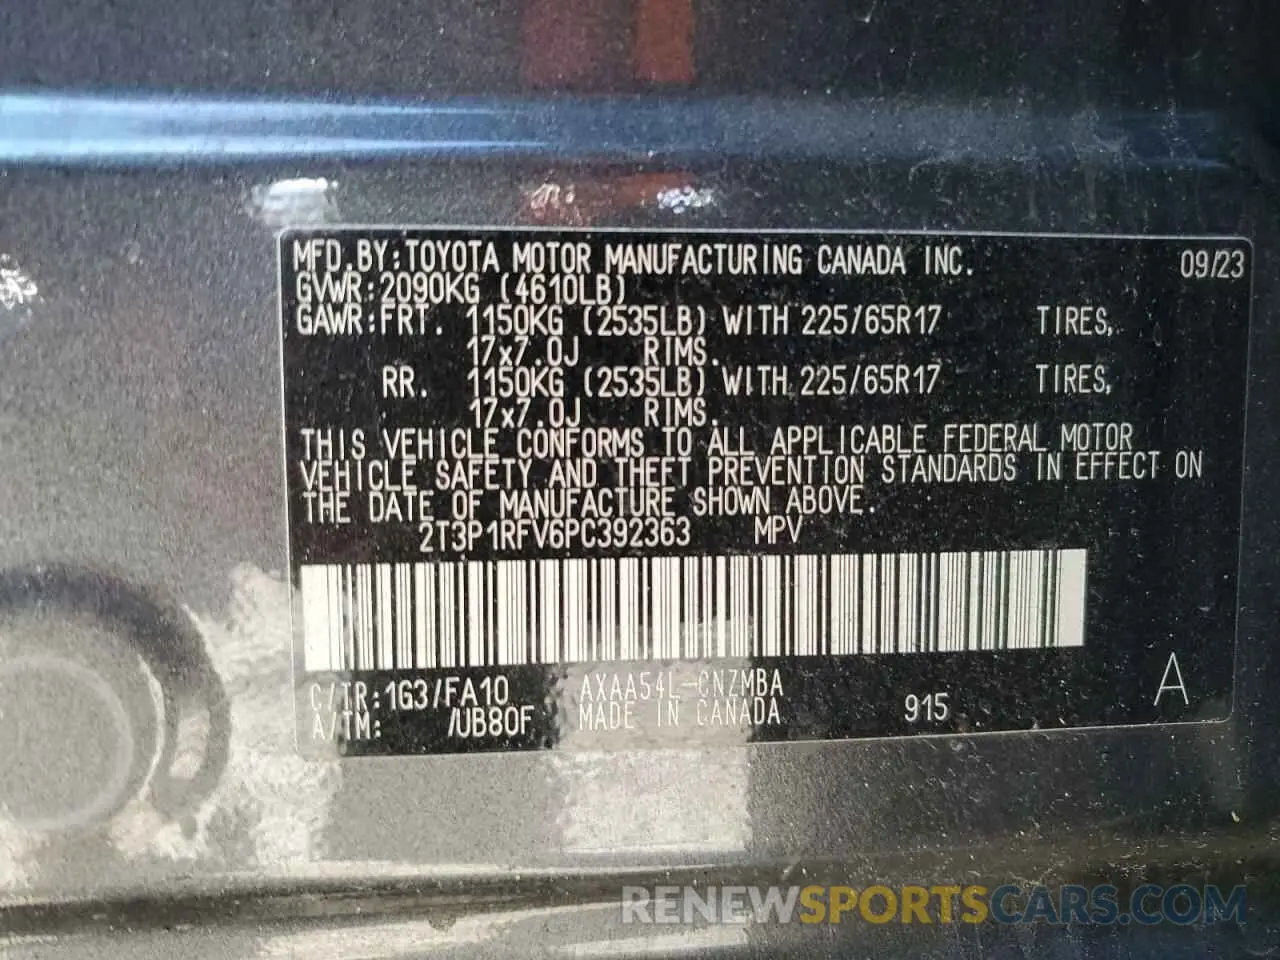 MFD.BY:TOYOTA MOTOR MANUFACTURING CANADA INC. 09/23
GVWR:2090KG (4610LB)
GAWR:FRT. 1150KG (2535LB) WITH 225/65R17 TIRES,
17x7.0J RIMS.
RR. 1150KG (2535LB) WITH 225/65R17 TIRES,
17x7.0J RIMS.
THIS VEHICLE CONFORMS TO ALL APPLICABLE FEDERAL MOTOR
VEHICLE SAFETY AND THEFT PREVENTION STANDARDS IN EFFECT ON
THE DATE OF MANUFACTURE SHOWN ABOVE.
2T3P1RFV6PC392363 MPV
C/TR:1G3/FA10 AXAA54L-CNZMBA
A/TM: /UB80F MADE IN CANADA 915 A
RENEWSPORTSCARS.COM